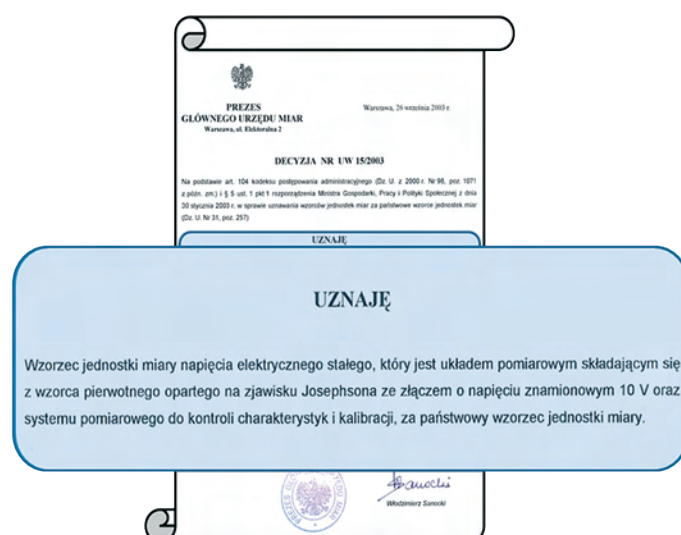 PREZES
GŁÓWNEGO URZĘDU MIAR
Warszawa, ul. Elektoralna 2
Warszawa, 26 września 2003 r.
DECYZJA NR UW 15/2003
Na podstawie art. 104 kodeksu postępowania administracyjnego (Dz. U. z 2000 r. Nr 98, poz. 1071
z późn. zm.) i § 5 ust. 1 pkt 1 rozporządzenia Ministra Gospodarki, Pracy i Polityki Społecznej z dnia
30 stycznia 2003 r. w sprawie uznawania wzorców jednostek miar za państwowe wzorce jednostek miar
(Dz. U. Nr 31, poz. 257)
UZNAJĘ
UZNAJĘ
Wzorzec jednostki miary napięcia elektrycznego stałego, który jest układem pomiarowym składającym się
z wzorca pierwotnego opartego na zjawisku Josephsona ze złączem o napięciu znamionowym 10 V oraz
systemu pomiarowego do kontroli charakterystyk i kalibracji, za państwowy wzorzec jednostki miary.
PREZES GŁÓWNEGO URZĘDU MIAR
Sanocki
Włodzimierz Sanocki